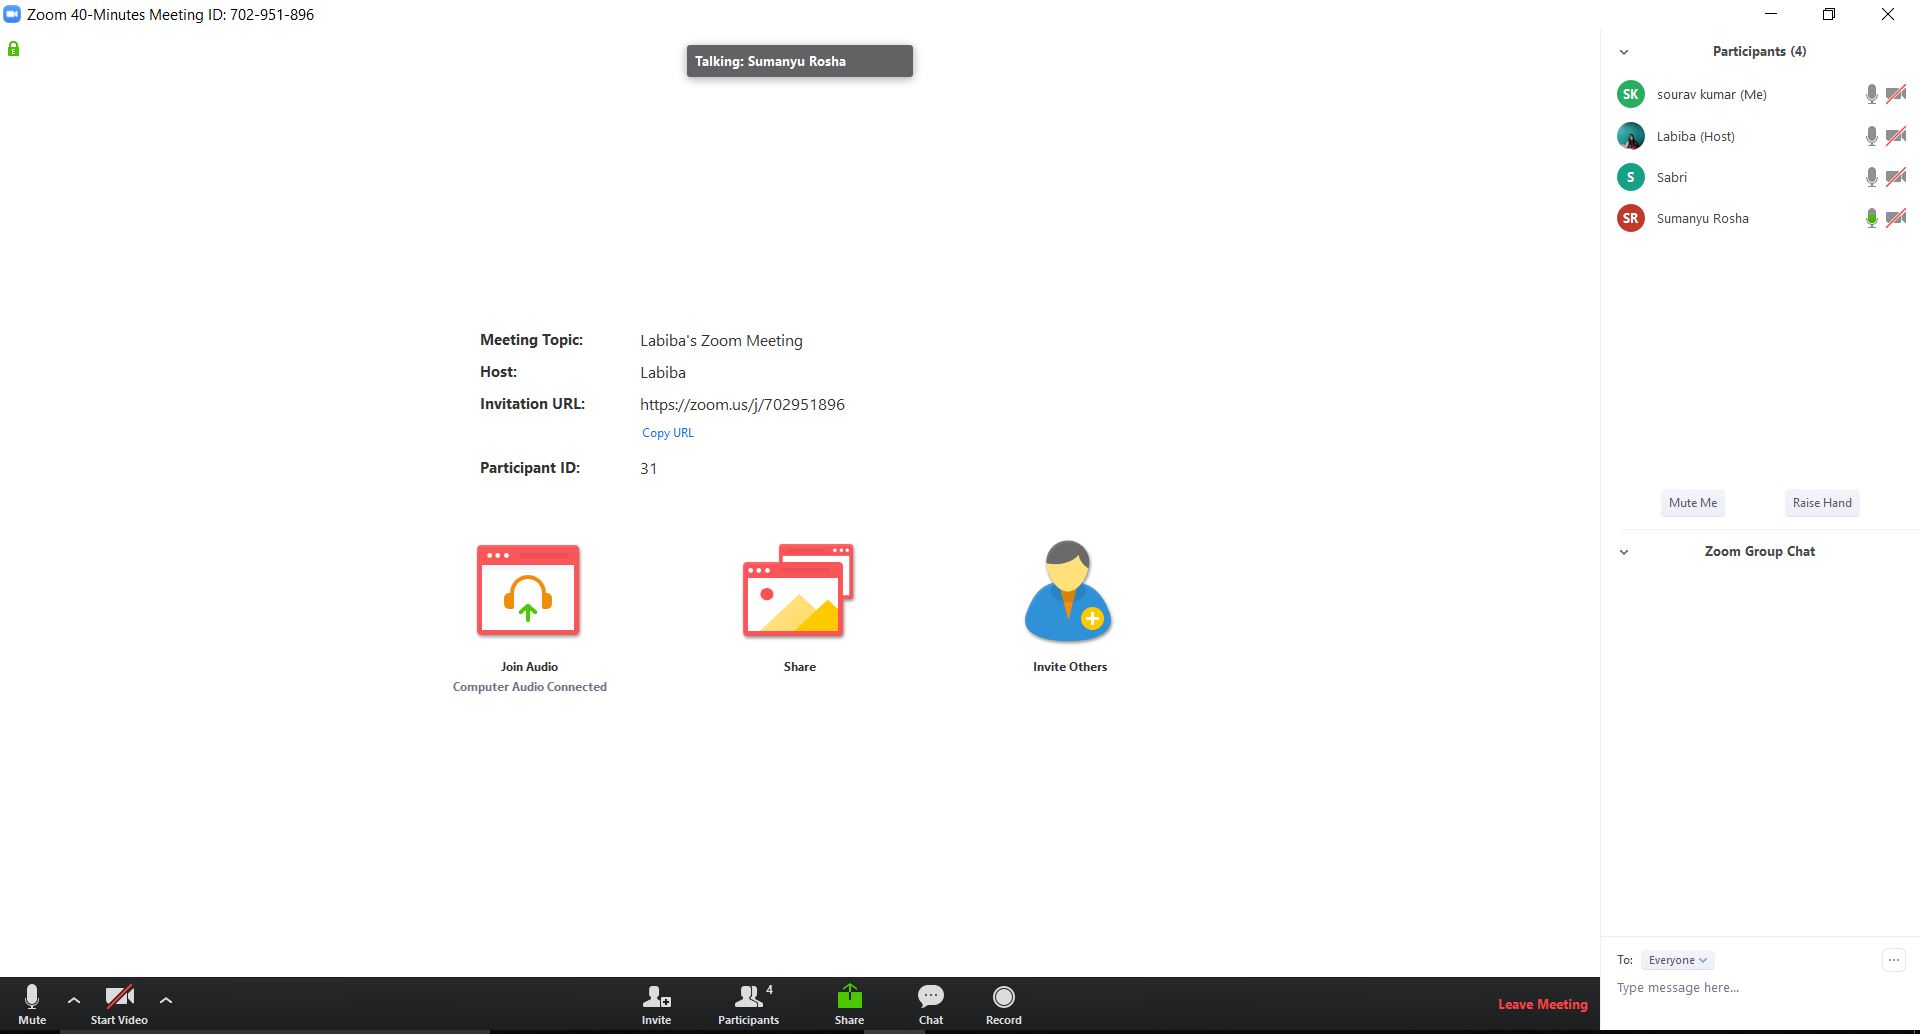 Zoom 40-Minutes Meeting ID: 702-951-896
Talking: Sumanyu Rosha
Meeting Topic: Labiba's Zoom Meeting
Host: Labiba
Invitation URL: https://zoom.us/j/702951896
Copy URL
Participant ID: 31
Join Audio
Computer Audio Connected
Share
Invite Others
Participants (4)
SK sourav kumar (Me)
Labiba (Host)
S Sabri
SR Sumanyu Rosha
Mute Me Raise Hand
Zoom Group Chat
To: Everyone
Type message here...
Mute
Start Video
Invite
4
Participants
Share
Chat
Record
Leave Meeting